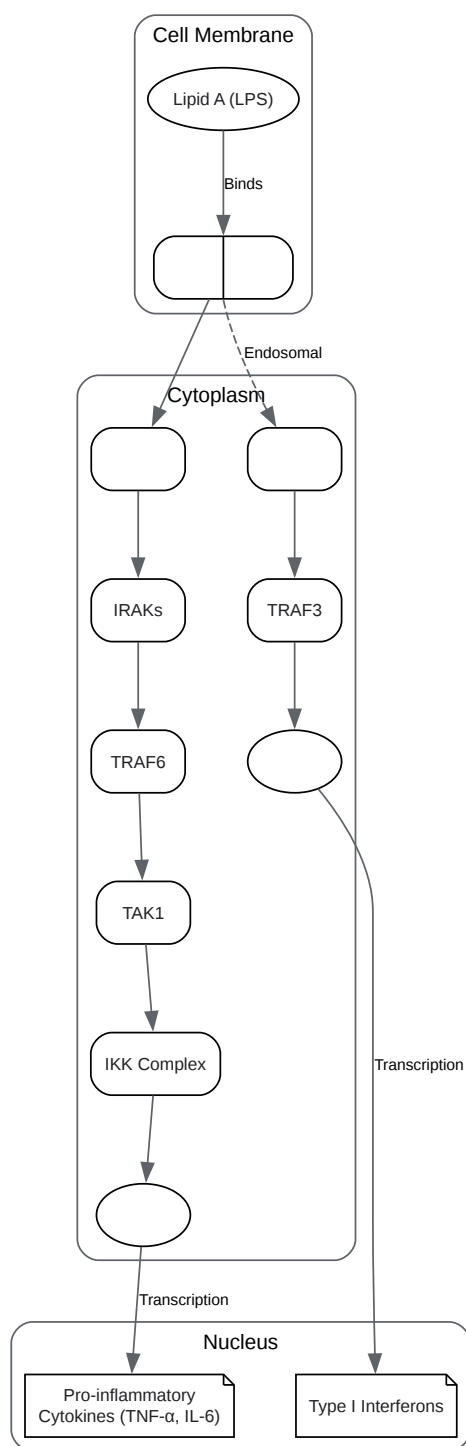 Cell Membrane
Lipid A (LPS)
Binds
Endosomal
Cytoplasm
IRAKs
TRAF3
TRAF6
TAK1
IKK Complex
Transcription
Transcription
Nucleus
Pro-inflammatory
Cytokines (TNF-α, IL-6)
Type I Interferons